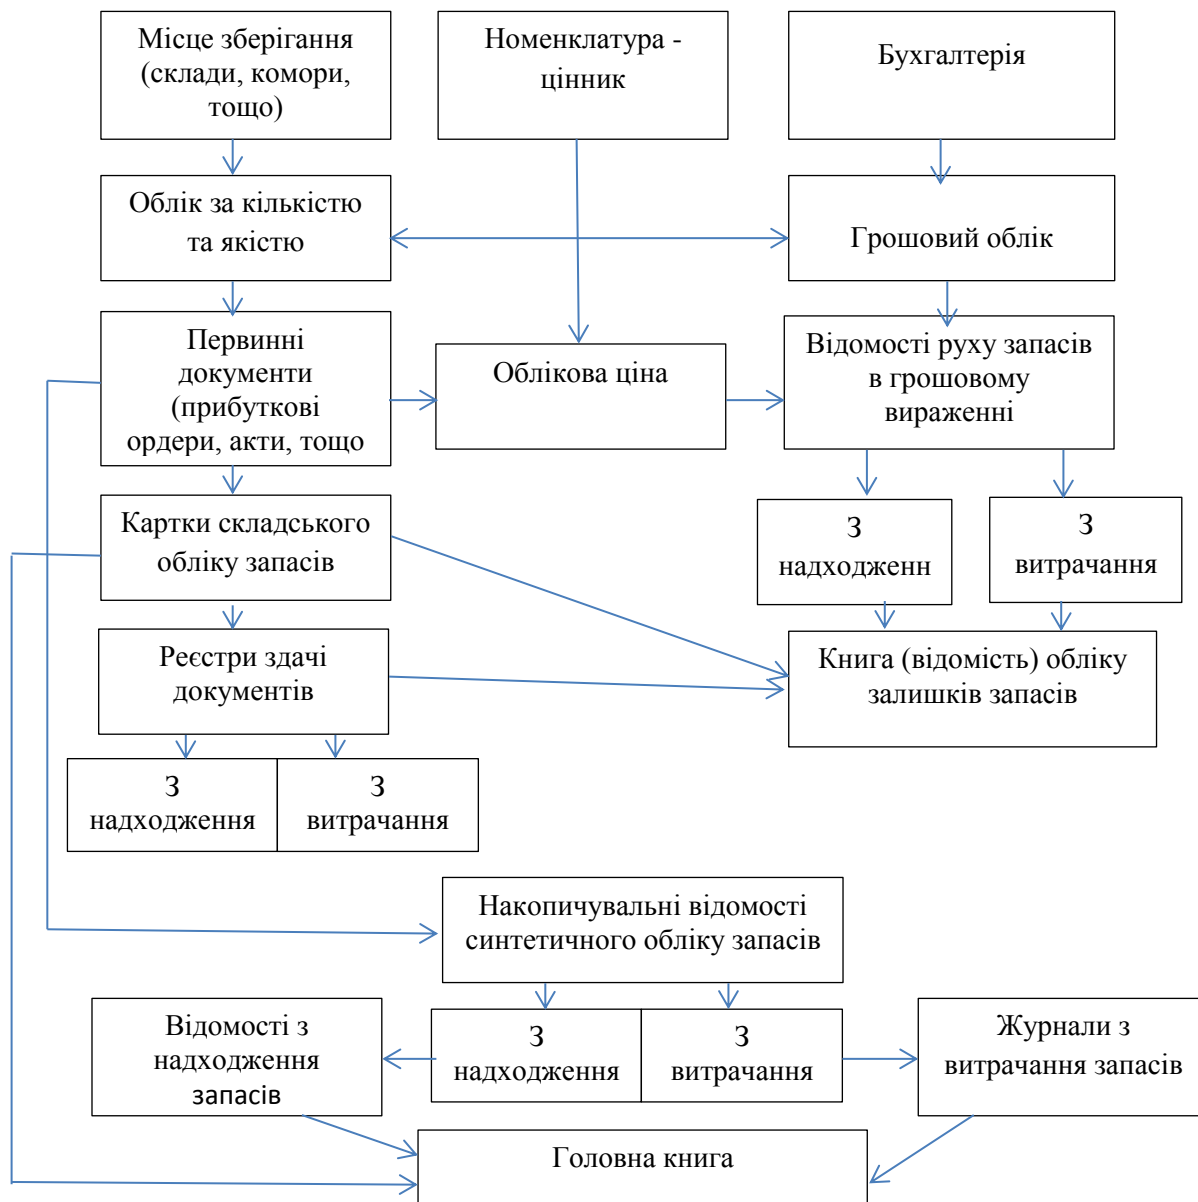 Місце зберігання
(склади, комори,
тощо)
Номенклатура -
цінник
Бухгалтерія
Облік за кількістю
та якістю
Грошовий облік
Первинні
документи
(прибуткові
ордери, акти, тощо
Облікова ціна
Відомості руху запасів
в грошовому
вираженні
Картки складського
обліку запасів
З
надходженн
З
витрачання
Реєстри здачі
документів
Книга (відомість) обліку
залишків запасів
З
надходження
З
витрачання
Накопичувальні відомості
синтетичного обліку запасів
Відомості з
надходження
запасів
З
надходження
З
витрачання
Журнали з
витрачання запасів
Головна книга